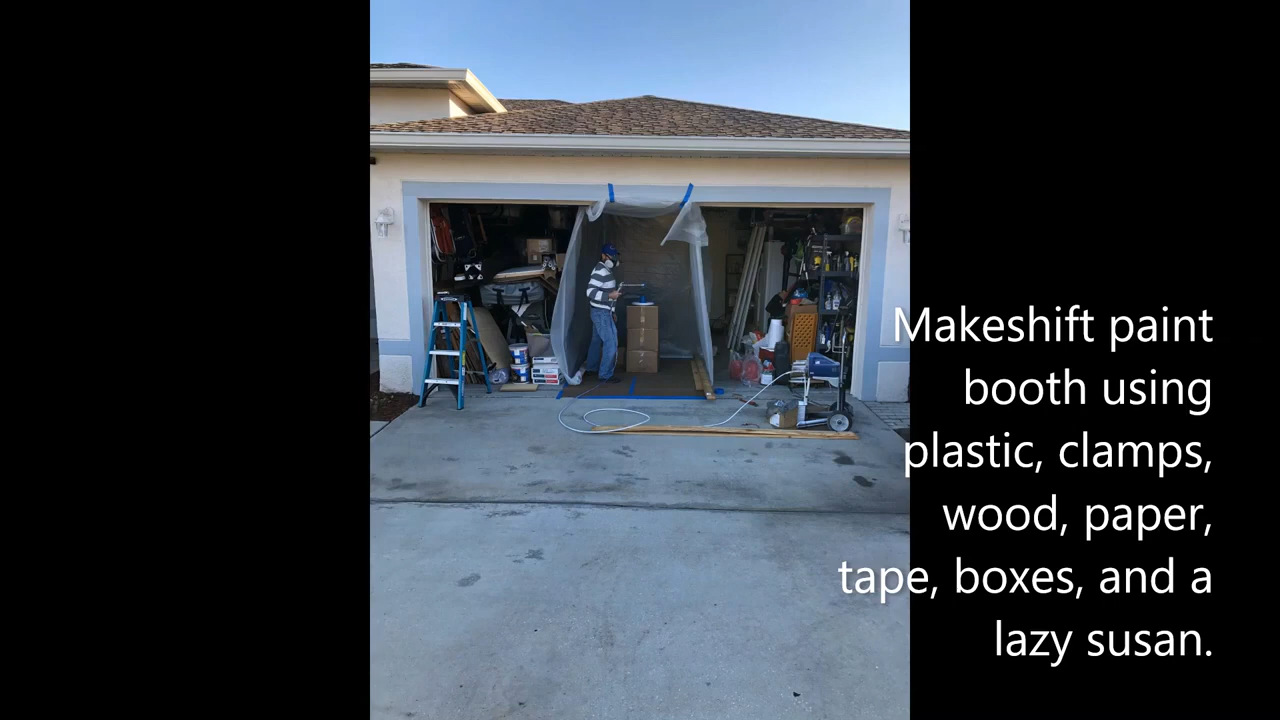 Makeshift paint
booth using
plastic, clamps,
wood, paper,
tape, boxes, and a
lazy susan.